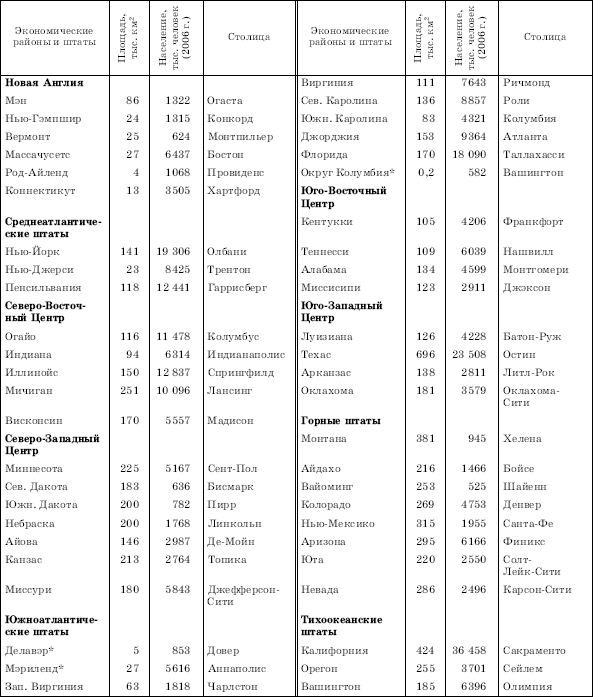 Экономические районы и штаты | Площадь, тыс. км² | Население, тыс. человек (2006 г.) | Столица
Новая Англия
Мэн 86 1322 Огаста
Нью-Гэмпшир 24 1315 Конкорд
Вермонт 25 624 Монтпильер
Массачусетс 27 6437 Бостон
Род-Айленд 4 1068 Провиденс
Коннектикут 13 3505 Хартфорд
Среднеатлантиче-
ские штаты
Нью-Йорк 141 19 306 Олбани
Нью-Джерси 23 8425 Трентон
Пенсильвания 118 12 441 Гаррисберг
Северо-Восточ-
ный Центр
Огайо 116 11 478 Колумбус
Индиана 94 6314 Индианаполис
Иллинойс 150 12 837 Спрингфилд
Мичиган 251 10 096 Лансинг
Висконсин 170 5557 Мадисон
Северо-Западный
Центр
Миннесота 225 5167 Сент-Пол
Сев. Дакота 183 636 Бисмарк
Южн. Дакота 200 782 Пирр
Небраска 200 1768 Линкольн
Айова 146 2987 Де-Мойн
Канзас 213 2764 Топика
Миссури 180 5843 Джефферсон-
Сити
Южноатлантиче-
ские штаты
Делавэр* 5 853 Довер
Мэриленд* 27 5616 Аннаполис
Зап. Виргиния 63 1818 Чарлстон
Экономические районы и штаты | Площадь, тыс. км² | Население, тыс. человек (2006 г.) | Столица
Виргиния 111 7643 Ричмонд
Сев. Каролина 136 8857 Роли
Южн. Каролина 83 4321 Колумбия
Джорджия 153 9364 Атланта
Флорида 170 18 090 Таллахасси
Округ Колумбия* 0,2 582 Вашингтон
Юго-Восточный
Центр
Кентукки 105 4206 Франкфорт
Теннесси 109 6039 Нашвилл
Алабама 134 4599 Монтгомери
Миссисипи 123 2911 Джэксон
Юго-Западный
Центр
Луизиана 126 4228 Батон-Руж
Техас 696 23 508 Остин
Арканзас 138 2811 Литл-Рок
Оклахома 181 3579 Оклахома-
Сити
Горные штаты
Монтана 381 945 Хелена
Айдахо 216 1466 Бойсе
Вайоминг 253 525 Шайенн
Колорадо 269 4753 Денвер
Нью-Мексико 315 1955 Санта-Фе
Аризона 295 6166 Финикс
Юта 220 2550 Солт-
Лейк-Сити
Невада 286 2496 Карсон-Сити
Тихоокеанские
штаты
Калифорния 424 36 458 Сакраменто
Орегон 255 3701 Сейлем
Вашингтон 185 6396 Олимпия